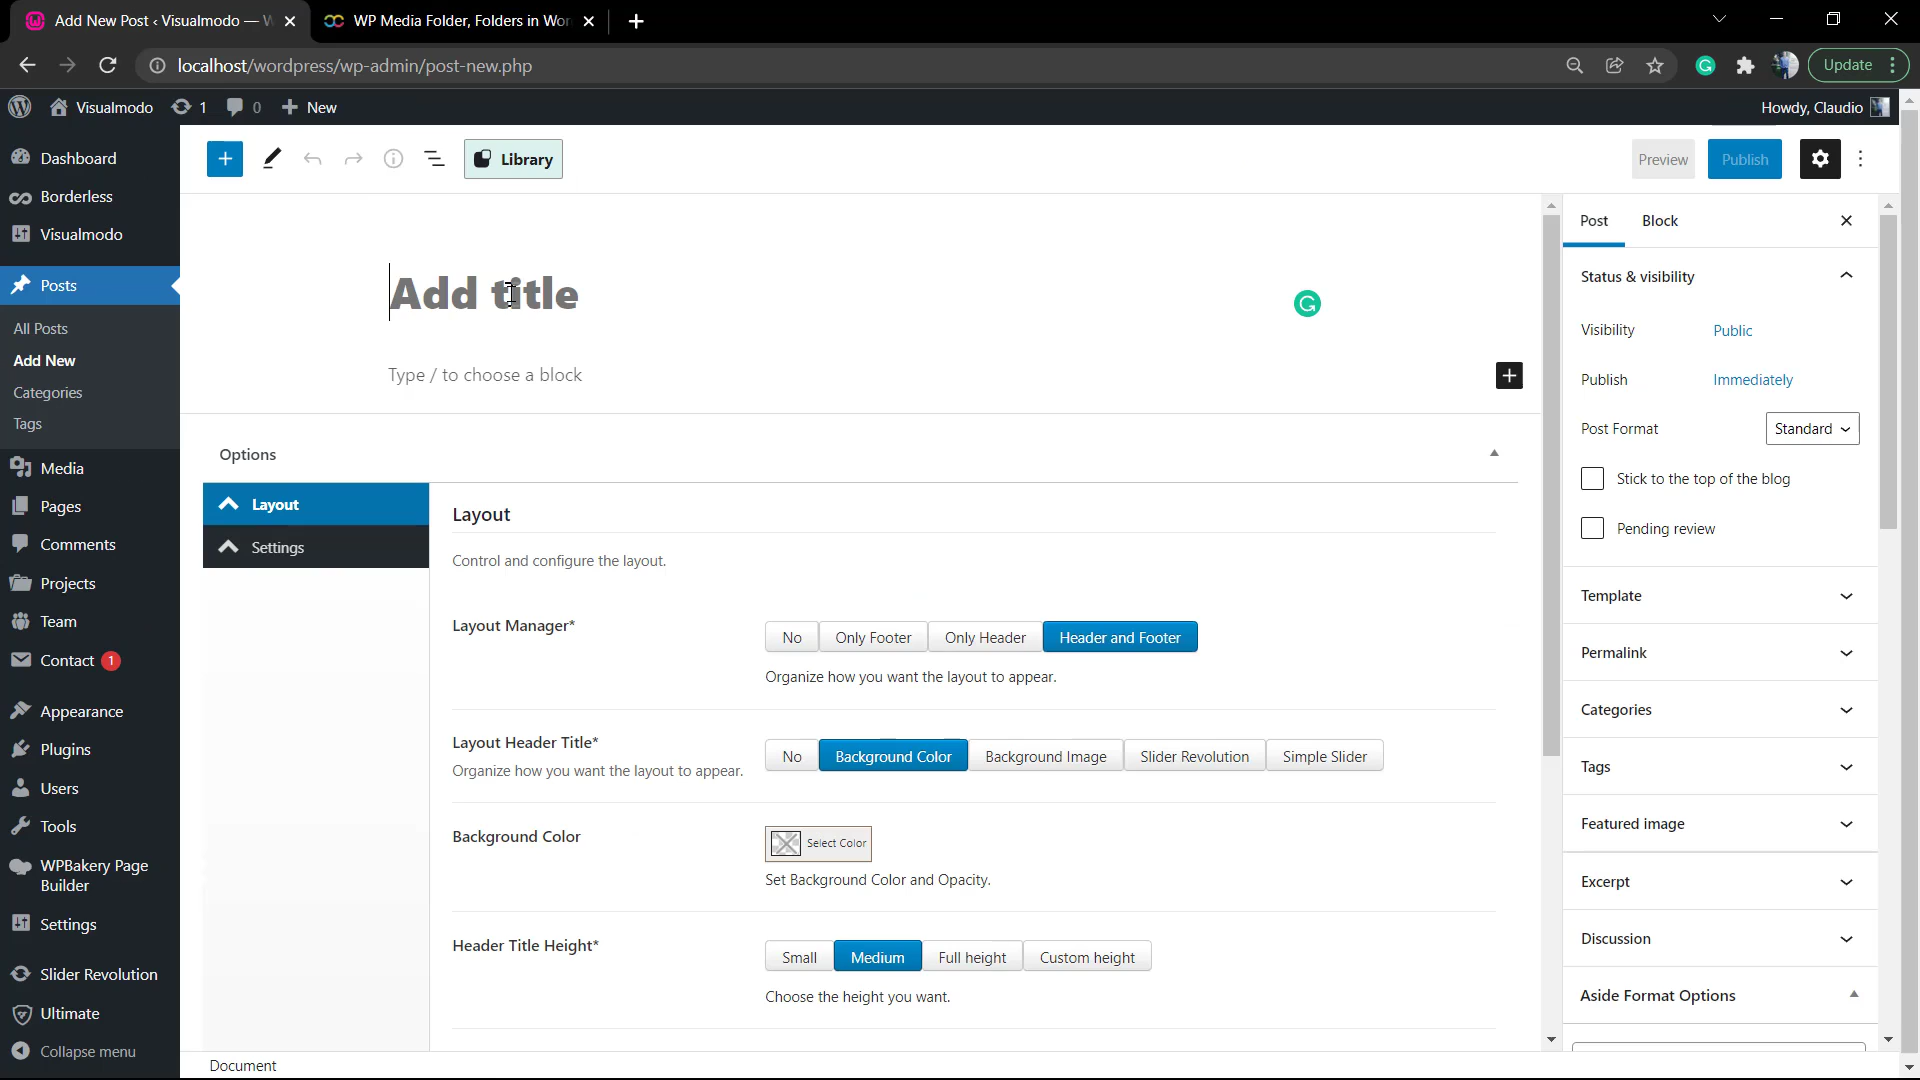 Add New Post ‹ Visualmodo — W
WP Media Folder, Folders in Wor
localhost/wordpress/wp-admin/post-new.php
Update
Visualmodo
1
0
New
Howdy, Claudio
Dashboard
Borderless
Visualmodo
Posts
All Posts
Add New
Categories
Tags
Media
Pages
Comments
Projects
Team
Contact 1
Appearance
Plugins
Users
Tools
WPBakery Page
Builder
Settings
Slider Revolution
Ultimate
Collapse menu
Library
Preview
Publish
Add title
Type / to choose a block
Options
Layout
Settings
Layout
Control and configure the layout.
Layout Manager*
No Only Footer Only Header Header and Footer
Organize how you want the layout to appear.
Layout Header Title*
Organize how you want the layout to appear.
No Background Color Background Image Slider Revolution Simple Slider
Background Color
Select Color
Set Background Color and Opacity.
Header Title Height*
Small Medium Full height Custom height
Choose the height you want.
Document
Post Block
Status & visibility
Visibility Public
Publish Immediately
Post Format Standard
Stick to the top of the blog
Pending review
Template
Permalink
Categories
Tags
Featured image
Excerpt
Discussion
Aside Format Options